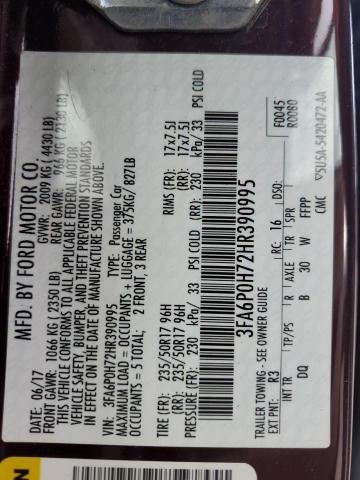 MFD. BY FORD MOTOR CO.
06/17 GVWR: 2009 KG ( 4430 LB)
FRONT GAWR: 1066 KG ( 2350 LB) REAR GAWR: 966 KG ( 2130 LB)
THIS VEHICLE CONFORMS TO ALL APPLICABLE FEDERAL MOTOR
VEHICLE SAFETY, BUMPER, AND THEFT PREVENTION STANDARDS
IN EFFECT ON THE DATE OF MANUFACTURE SHOWN ABOVE.
VIN: 3FA6P0H72HR390995 TYPE: Passenger Car
MAXIMUM LOAD = OCCUPANTS + LUGGAGE = 375KG / 827LB
OCCUPANTS = 5 TOTAL: 2 FRONT, 3 REAR
TIRE (FR): 235/50R17 96H RIMS (FR): 17x7.5J
TIRE (RR): 235/50R17 96H RIMS (RR): 17x7.5J
PRESSURE (FR): 230 kPa/ 33 PSI COLD (RR): 230 kPa/ 33 PSI COLD
3FA6P0H72HR390995
F0045
R0080
TRAILER TOWING - SEE OWNER GUIDE
EXT PNT: R3 RC: 16 DSO:
INT TR TP/PS R AXLE TR SPR
DQ B 30 W FFPP
CMC 5U5A-5420472-AA